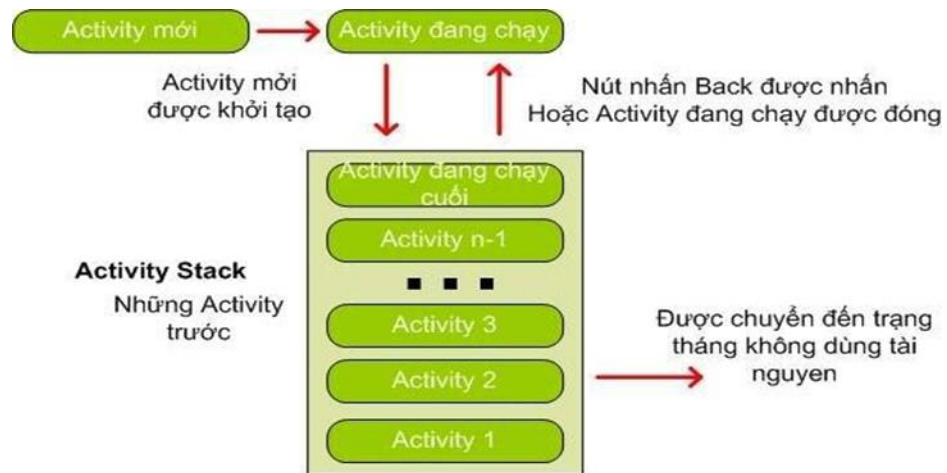 Activity mới
Activity đang chạy
Activity mởi
được khởi tạo
Nút nhấn Back được nhấn
Hoặc Activity đang chạy được đóng
Activity đang chạy
cuối
Activity n-1
Activity Stack
Những Activity
trước
Activity 3
Activity 2
Activity 1
Được chuyển đến trạng
tháng không dùng tài
nguyen